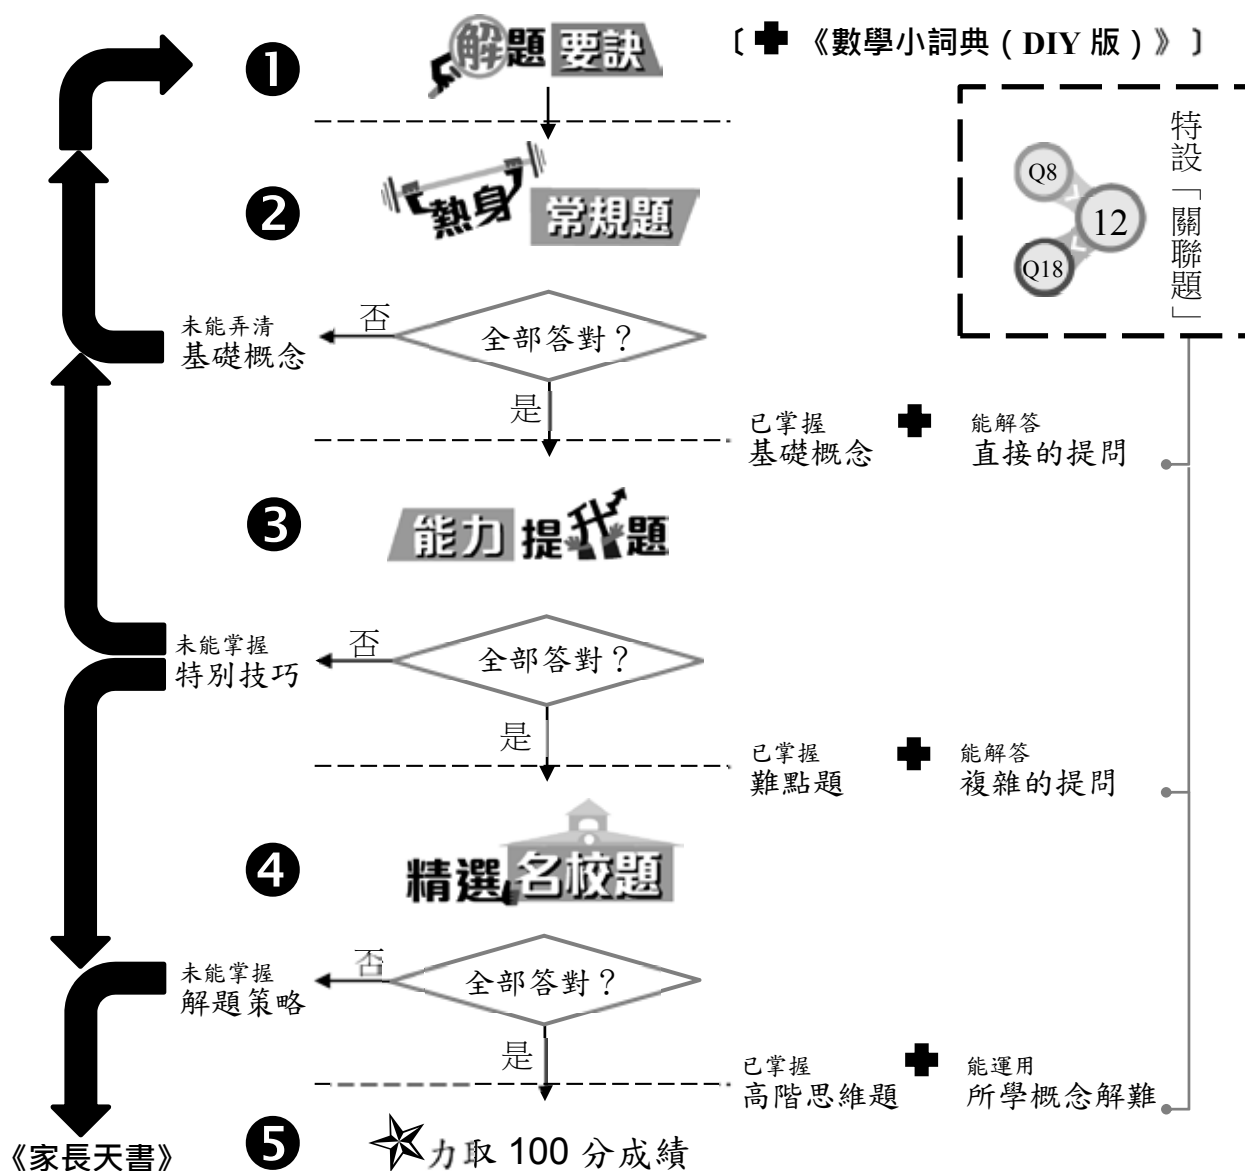 ❶ 解題 要訣 〔✚《數學小詞典（DIY 版）》〕
特設「關聯題」
Q8
12
Q18
❷ 熱身 常規題
全部答對？
否
未能弄清
基礎概念
是
已掌握
基礎概念
✚
能解答
直接的提問
❸ 能力 提升題
全部答對？
否
未能掌握
特別技巧
是
已掌握
難點題
✚
能解答
複雜的提問
❹ 精選 名校題
全部答對？
否
未能掌握
解題策略
是
已掌握
高階思維題
✚
能運用
所學概念解難
《家長天書》
❺ 力取 100 分成績